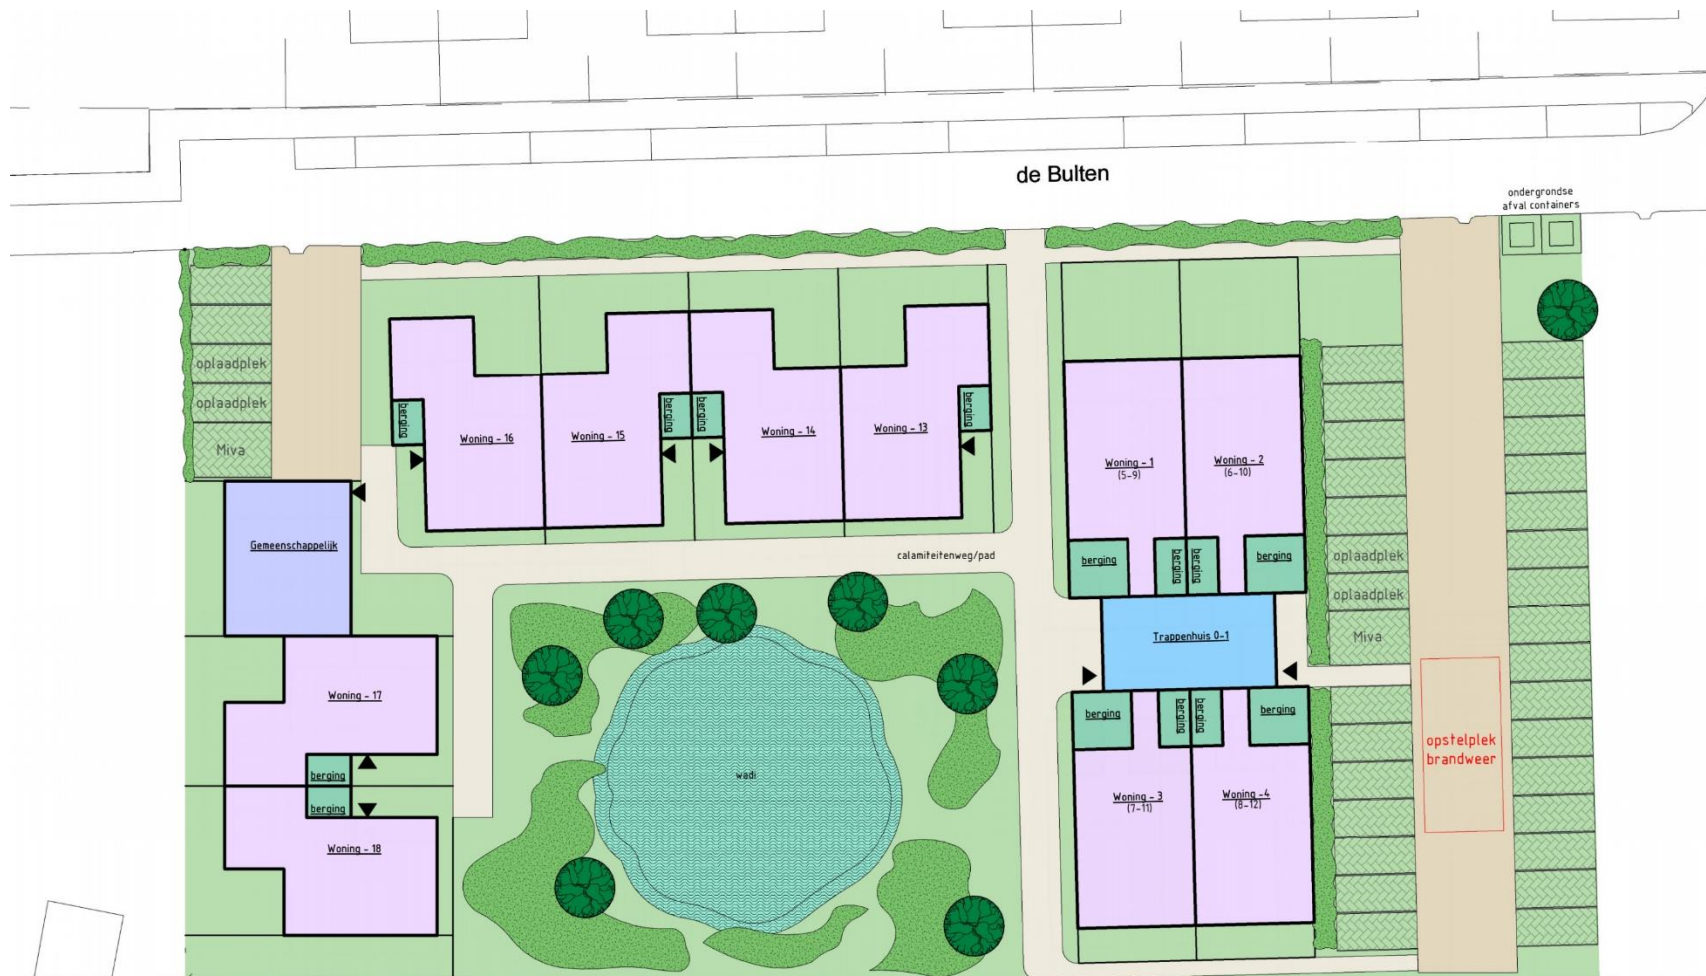 de Bulten
ondergrondse
afval containers
oplaadplek
oplaadplek
Miva
berging
Woning - 16
Woning - 15
berging
berging
Woning - 14
Woning - 13
berging
Woning - 1
(5-9)
Woning - 2
(6-10)
Gemeenschappelijk
calamiteitenweg/pad
berging
berging
berging
berging
oplaadplek
oplaadplek
Miva
Trappenhuis 0-1
Woning - 17
berging
berging
Woning - 18
wadi
berging
berging
berging
berging
opstelplek
brandweer
Woning - 3
(7-11)
Woning -4
(8-12)